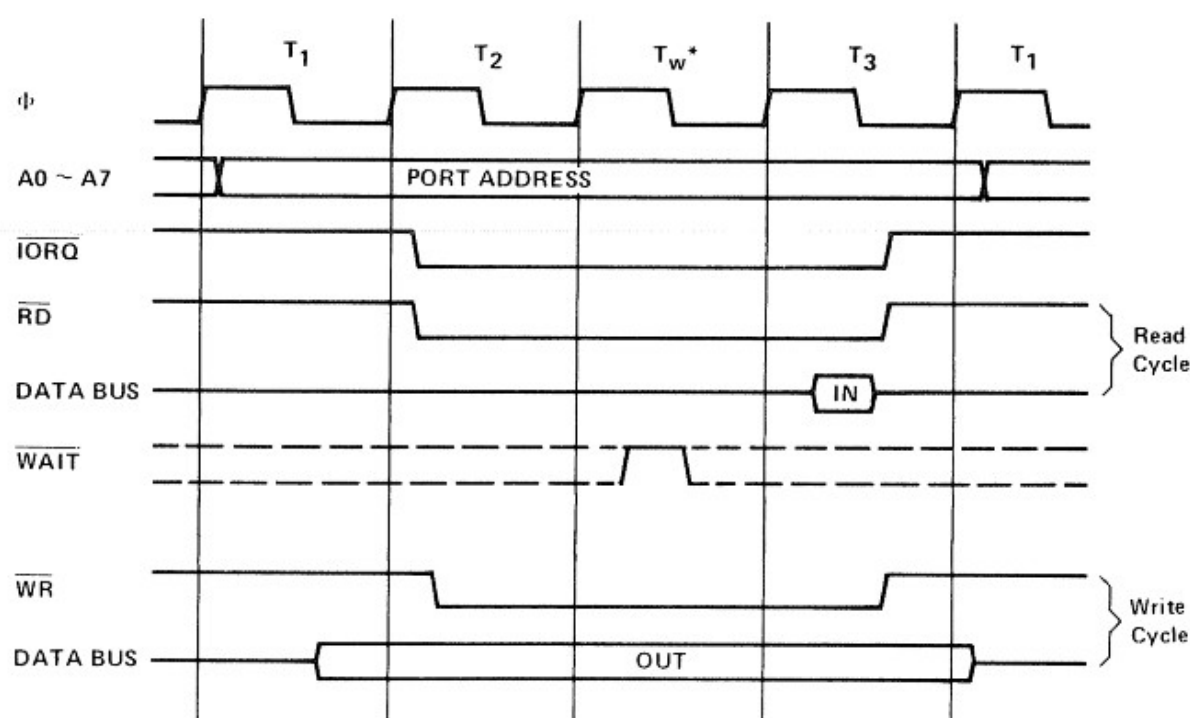 T1 T2 Tw* T3 T1
Φ
A0 ~ A7 PORT ADDRESS
IORQ
RD
Read
Cycle
DATA BUS IN
WAIT
WR
Write
Cycle
DATA BUS OUT